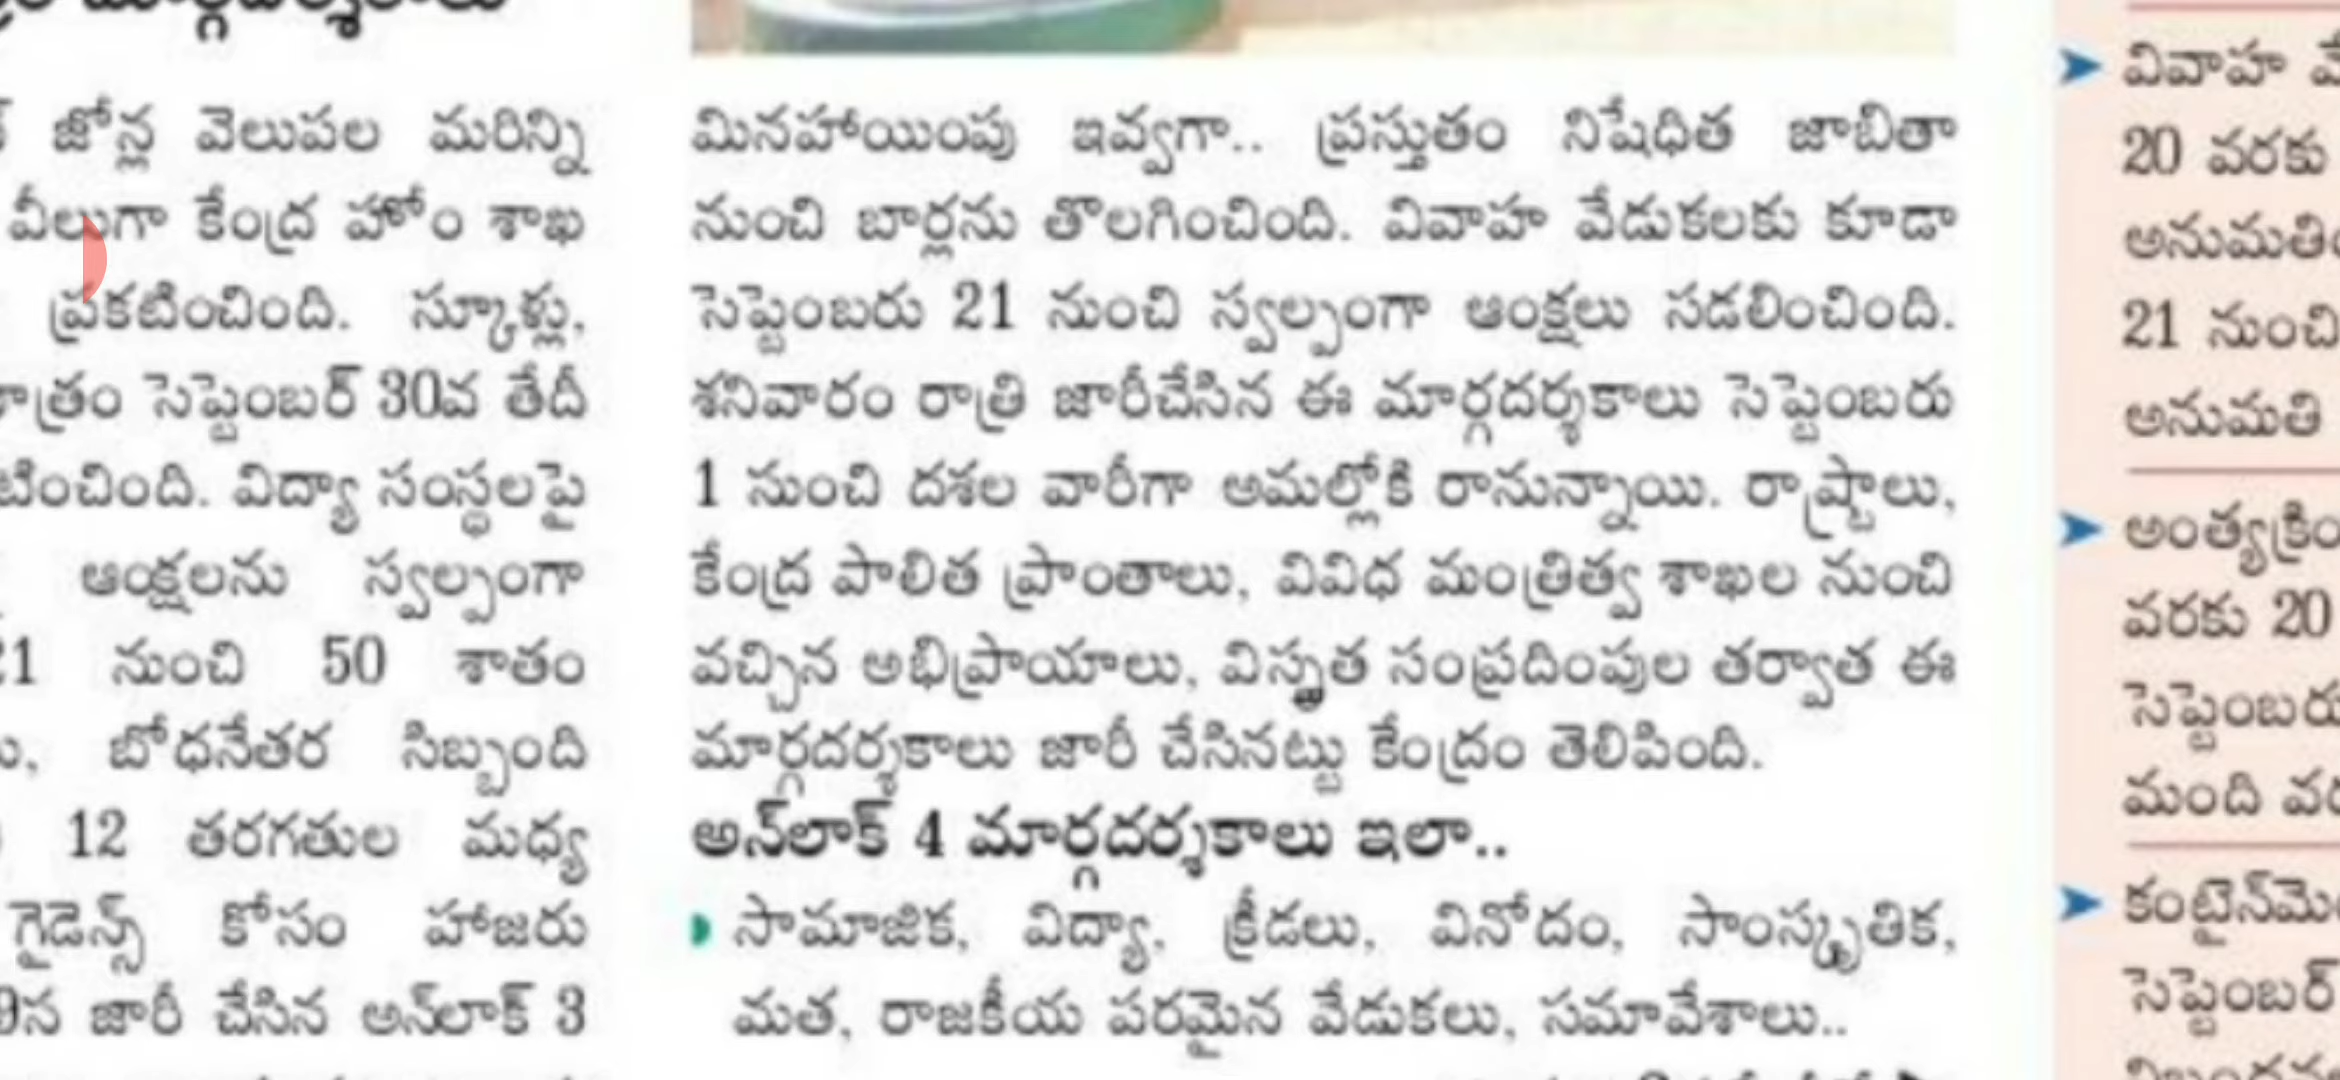 జోన్ల వెలుపల మరిన్ని
వీలుగా కేంద్ర హోం శాఖ
ప్రకటించింది. స్కూళ్లు,
సెప్టెంబర్ 30వ తేదీ
విద్యా సంస్థలపై
ఆంక్షలను స్వల్పంగా
21 నుంచి 50 శాతం
బోధనేతర సిబ్బంది
12 తరగతుల మధ్య
గైడెన్స్ కోసం హాజరు
జారీ చేసిన అన్‌లాక్ 3
మినహాయింపు ఇవ్వగా.. ప్రస్తుతం నిషేధిత జాబితా
నుంచి బార్లను తొలగించింది. వివాహ వేడుకలకు కూడా
సెప్టెంబరు 21 నుంచి స్వల్పంగా ఆంక్షలు సడలించింది.
శనివారం రాత్రి జారీచేసిన ఈ మార్గదర్శకాలు సెప్టెంబరు
1 నుంచి దశల వారీగా అమల్లోకి రానున్నాయి. రాష్ట్రాలు,
కేంద్ర పాలిత ప్రాంతాలు, వివిధ మంత్రిత్వ శాఖల నుంచి
వచ్చిన అభిప్రాయాలు, విస్తృత సంప్రదింపుల తర్వాత ఈ
మార్గదర్శకాలు జారీ చేసినట్టు కేంద్రం తెలిపింది.
అన్‌లాక్ 4 మార్గదర్శకాలు ఇలా..
సామాజిక, విద్యా, క్రీడలు, వినోదం, సాంస్కృతిక,
మత, రాజకీయ పరమైన వేడుకలు, సమావేశాలు..
వివాహ
20 వరకు
21 నుంచి
అనుమతి
వరకు 20
సెప్టెంబరు
మంది
సెప్టెంబర్